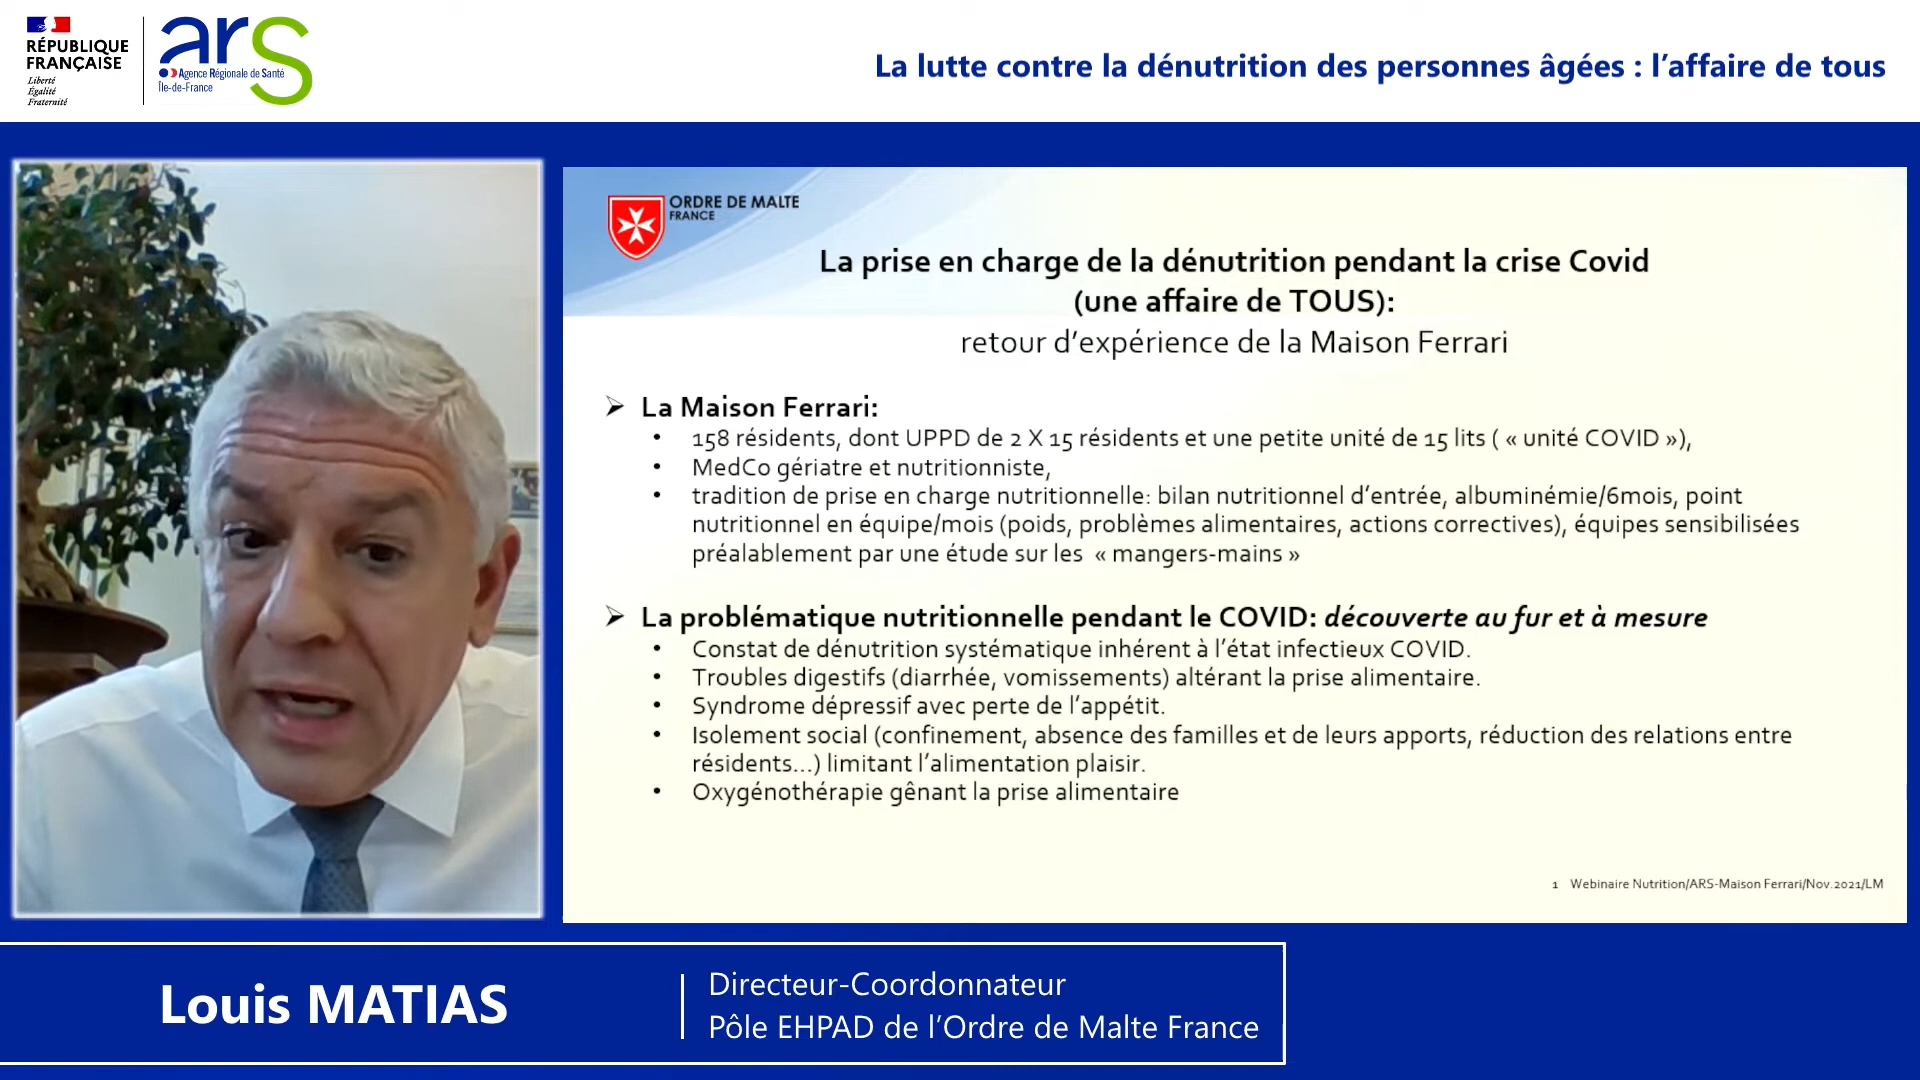 RÉPUBLIQUE
FRANÇAISE
Liberté
Égalité
Fraternité
ars
Agence Régionale de Santé
Île-de-France
La lutte contre la dénutrition des personnes âgées : l’affaire de tous
ORDRE DE MALTE
FRANCE
La prise en charge de la dénutrition pendant la crise Covid
(une affaire de TOUS):
retour d’expérience de la Maison Ferrari
➢ La Maison Ferrari:
• 158 résidents, dont UPPD de 2 X 15 résidents et une petite unité de 15 lits ( « unité COVID »),
• MedCo gériatre et nutritionniste,
• tradition de prise en charge nutritionnelle: bilan nutritionnel d’entrée, albuminémie/6mois, point
nutritionnel en équipe/mois (poids, problèmes alimentaires, actions correctives), équipes sensibilisées
préalablement par une étude sur les « mangers-mains »
➢ La problématique nutritionnelle pendant le COVID: découverte au fur et à mesure
• Constat de dénutrition systématique inhérent à l’état infectieux COVID.
• Troubles digestifs (diarrhée, vomissements) altérant la prise alimentaire.
• Syndrome dépressif avec perte de l’appétit.
• Isolement social (confinement, absence des familles et de leurs apports, réduction des relations entre
résidents...) limitant l’alimentation plaisir.
• Oxygénothérapie gênant la prise alimentaire
1 Webinaire Nutrition/ARS-Maison Ferrari/Nov.2021/LM
Louis MATIAS
Directeur-Coordonnateur
Pôle EHPAD de l’Ordre de Malte France